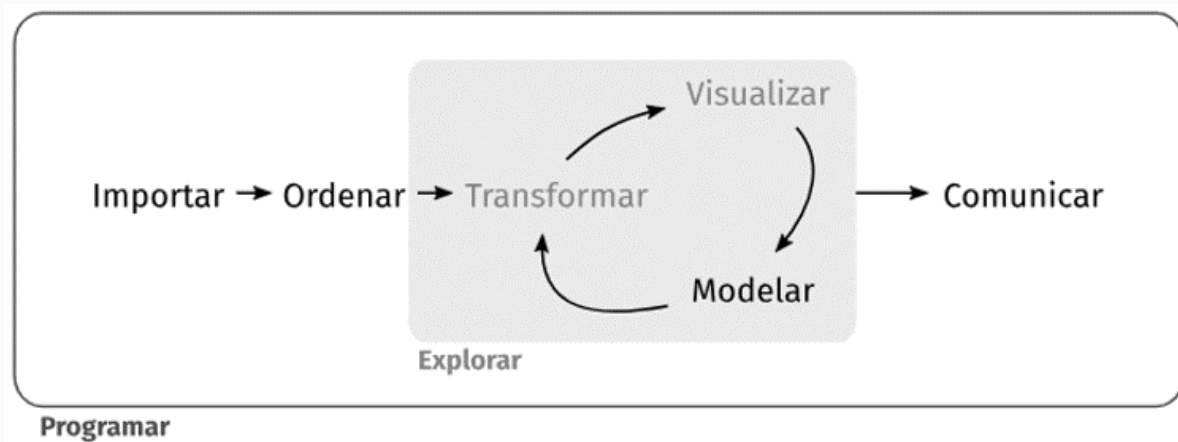 Visualizar
Importar → Ordenar → Transformar → Comunicar
Modelar
Explorar
Programar